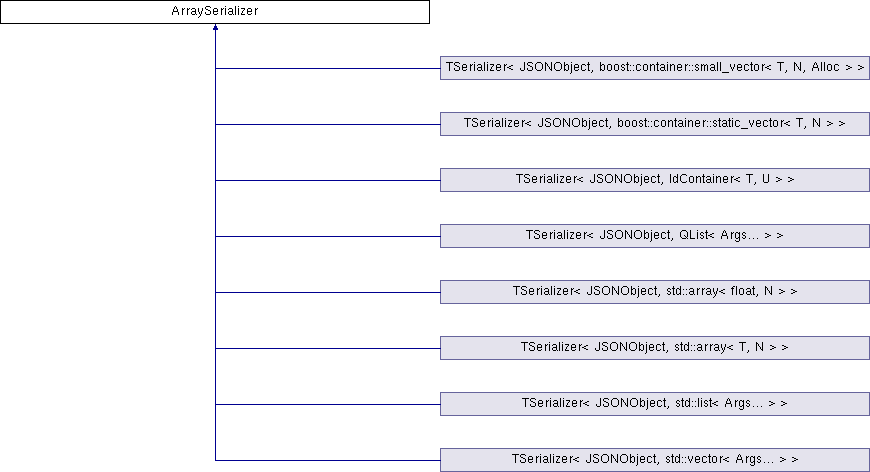 ArraySerializer
TSerializer< JSONObject, boost::container::small_vector< T, N, Alloc > >
TSerializer< JSONObject, boost::container::static_vector< T, N > >
TSerializer< JSONObject, IdContainer< T, U > >
TSerializer< JSONObject, QList< Args... > >
TSerializer< JSONObject, std::array< float, N > >
TSerializer< JSONObject, std::array< T, N > >
TSerializer< JSONObject, std::list< Args... > >
TSerializer< JSONObject, std::vector< Args... > >